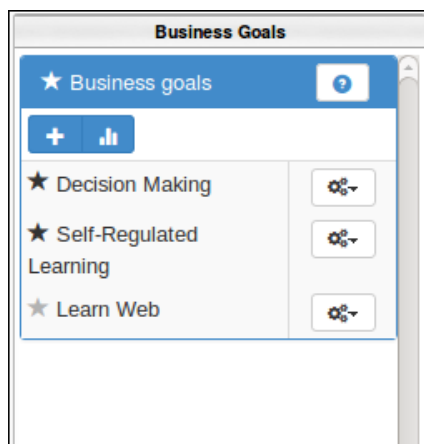 Business Goals
Business goals
Decision Making
Self-Regulated
Learning
Learn Web